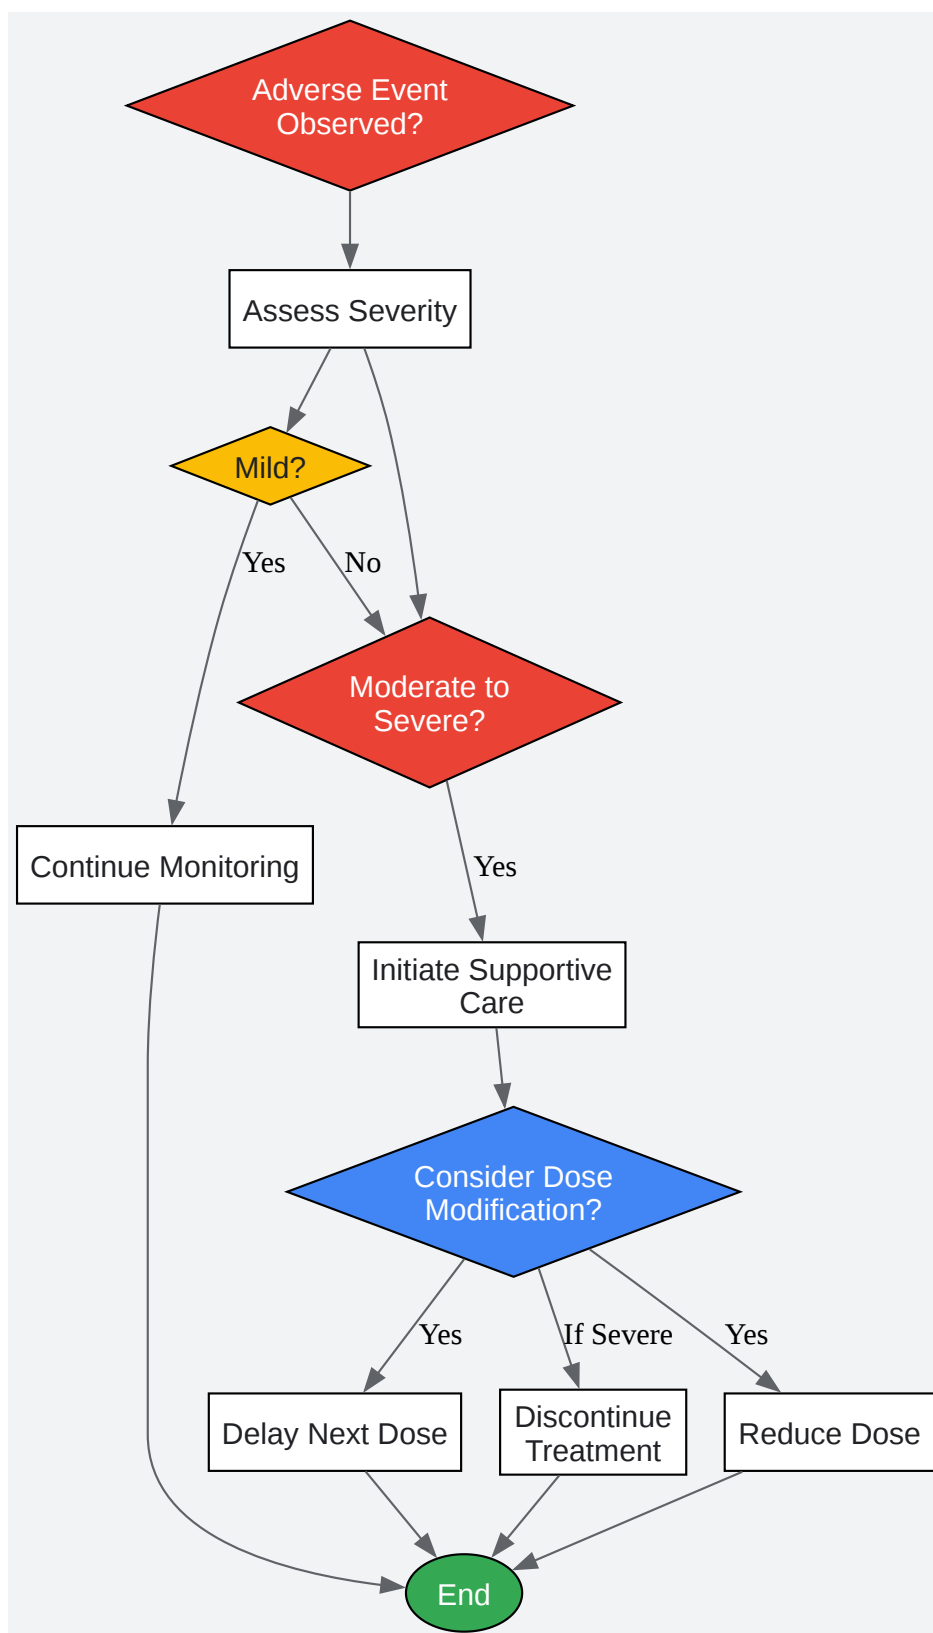 Adverse Event
Observed?
Assess Severity
Mild?
Yes
No
Moderate to
Severe?
Continue Monitoring
Yes
Initiate Supportive
Care
Consider Dose
Modification?
Yes
If Severe
Yes
Delay Next Dose
Discontinue
Treatment
Reduce Dose
End